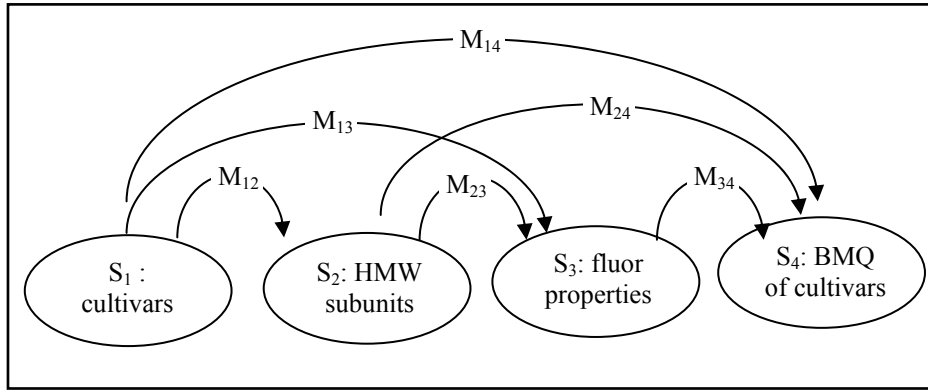 M₁₄
M₂₄
M₁₃
M₁₂
M₂₃
M₃₄
S₁ :
cultivars
S₂: HMW
subunits
S₃: fluor
properties
S₄: BMQ
of cultivars